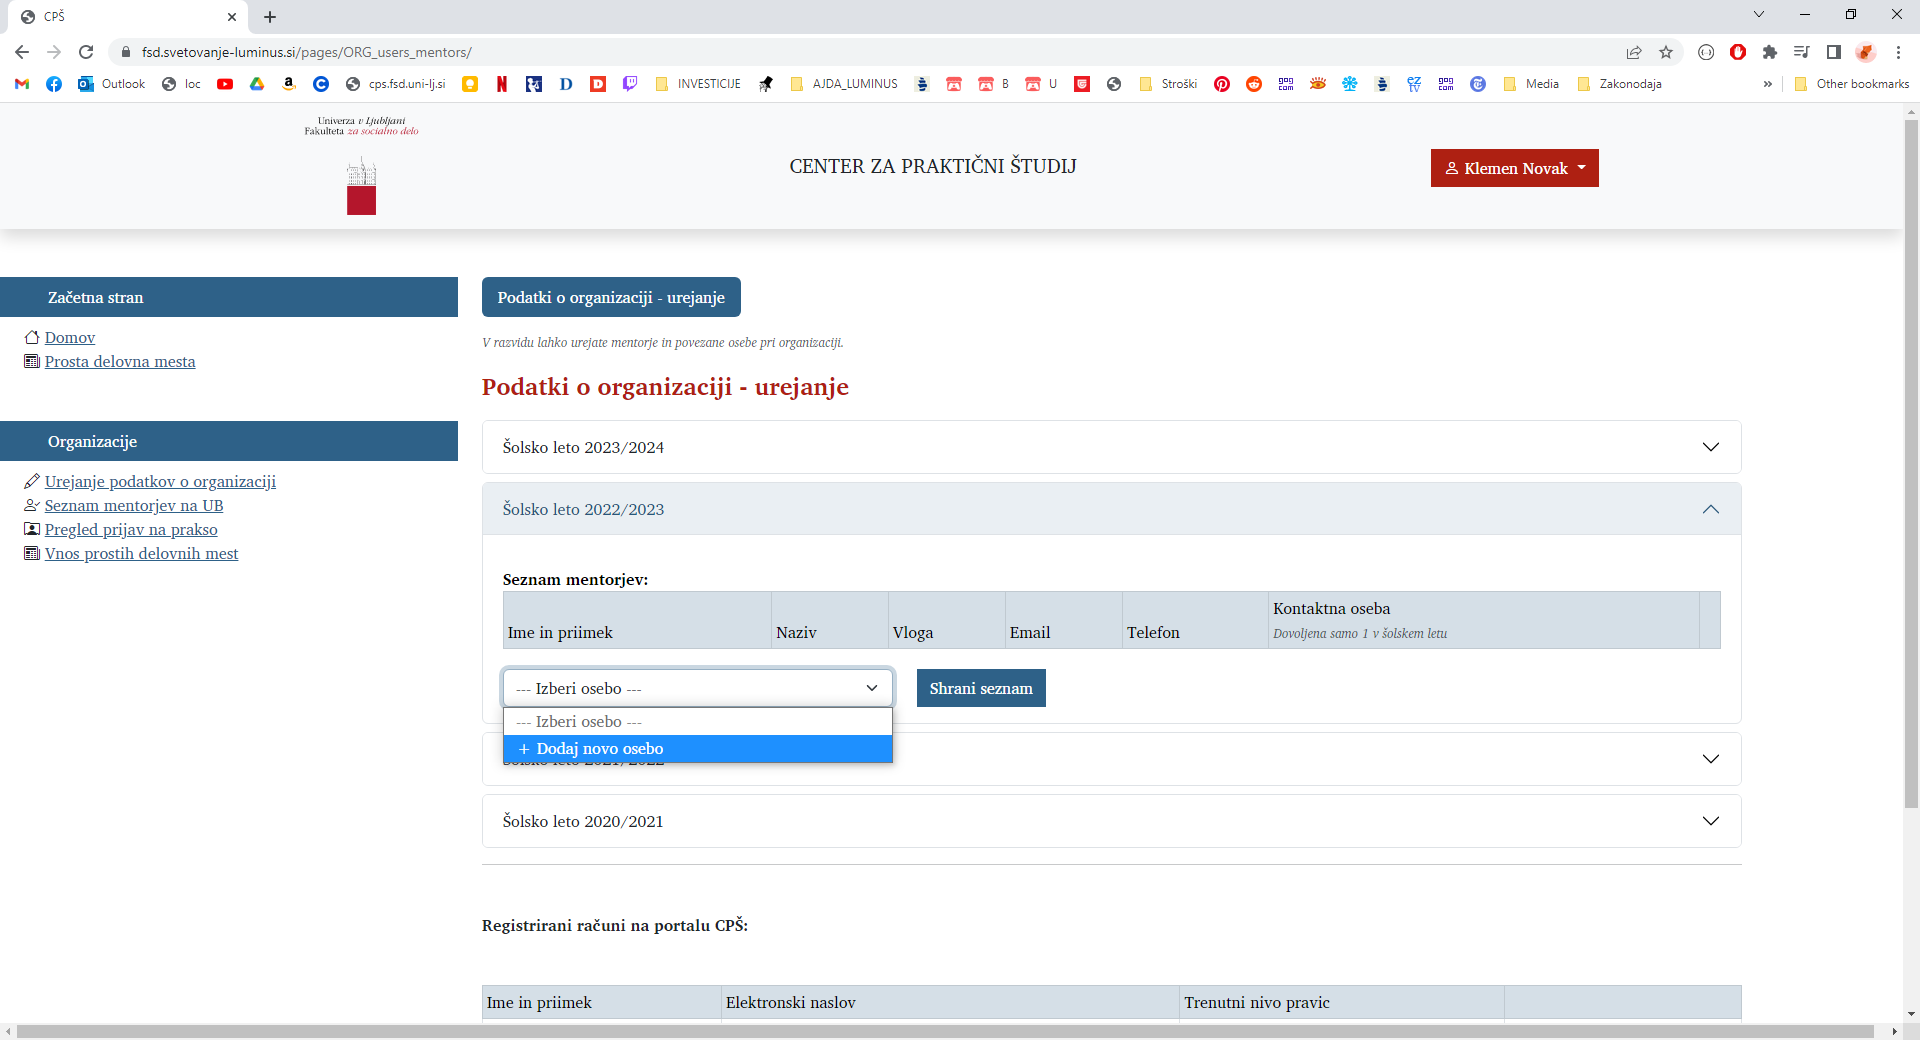 CPŠ
fsd.svetovanje-luminus.si/pages/ORG_users_mentors/
Outlook loc cps.fsd.uni-lj.si INVESTICIJE AJDA_LUMINUS B U Stroški Media Zakonodaja » Other bookmarks
Univerza v Ljubljani
Fakulteta za socialno delo
CENTER ZA PRAKTIČNI ŠTUDIJ
Klemen Novak
Začetna stran
Domov
Prosta delovna mesta
Organizacije
Urejanje podatkov o organizaciji
Seznam mentorjev na UB
Pregled prijav na prakso
Vnos prostih delovnih mest
Podatki o organizaciji - urejanje
V razvidu lahko urejate mentorje in povezane osebe pri organizaciji.
Podatki o organizaciji - urejanje
Šolsko leto 2023/2024
Šolsko leto 2022/2023
Seznam mentorjev:
Ime in priimek Naziv Vloga Email Telefon Kontaktna oseba
Dovoljena samo 1 v šolskem letu
--- Izberi osebo ---
Shrani seznam
--- Izberi osebo ---
+ Dodaj novo osebo
Šolsko leto 2021/2022
Šolsko leto 2020/2021
Registrirani računi na portalu CPŠ:
Ime in priimek Elektronski naslov Trenutni nivo pravic